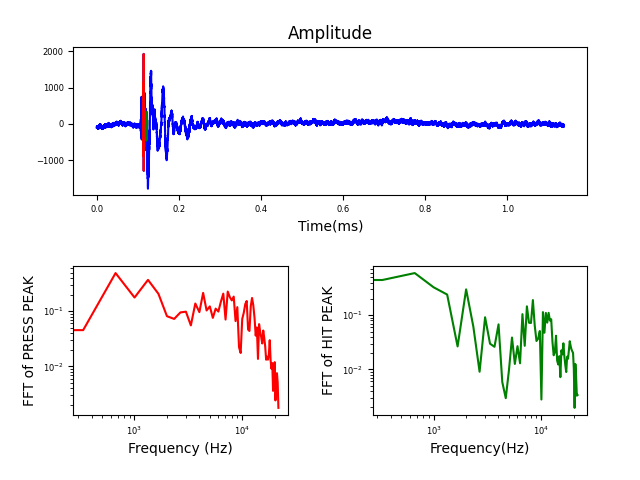 Amplitude
2000
1000
0
−1000
0.0 0.2 0.4 0.6 0.8 1.0
Time(ms)
FFT of PRESS PEAK
10⁻¹
10⁻²
10³ 10⁴
Frequency (Hz)
FFT of HIT PEAK
10⁻¹
10⁻²
10³ 10⁴
Frequency(Hz)